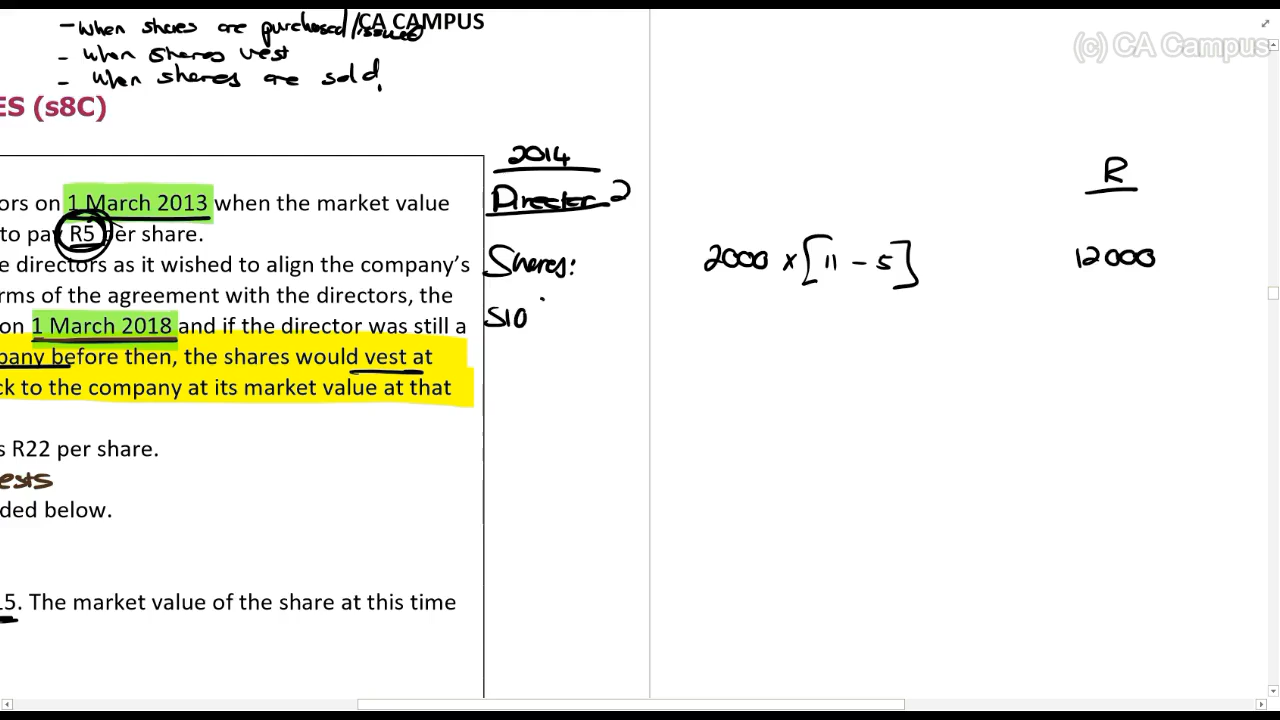 -When shares are purchased/issued
CA CAMPUS
(c) CA Campus
- when shares vest
- when shares are sold.
ES (s8C)
2014
Director 2
R
ors on 1 March 2013 when the market value
to pay R5 per share.
Shares: 2000 x [11 - 5] 12000
e directors as it wished to align the company's
rms of the agreement with the directors, the
on 1 March 2018 and if the director was still a
S10
pany before then, the shares would vest at
ck to the company at its market value at that
s R22 per share.
ests
ded below.
15. The market value of the share at this time